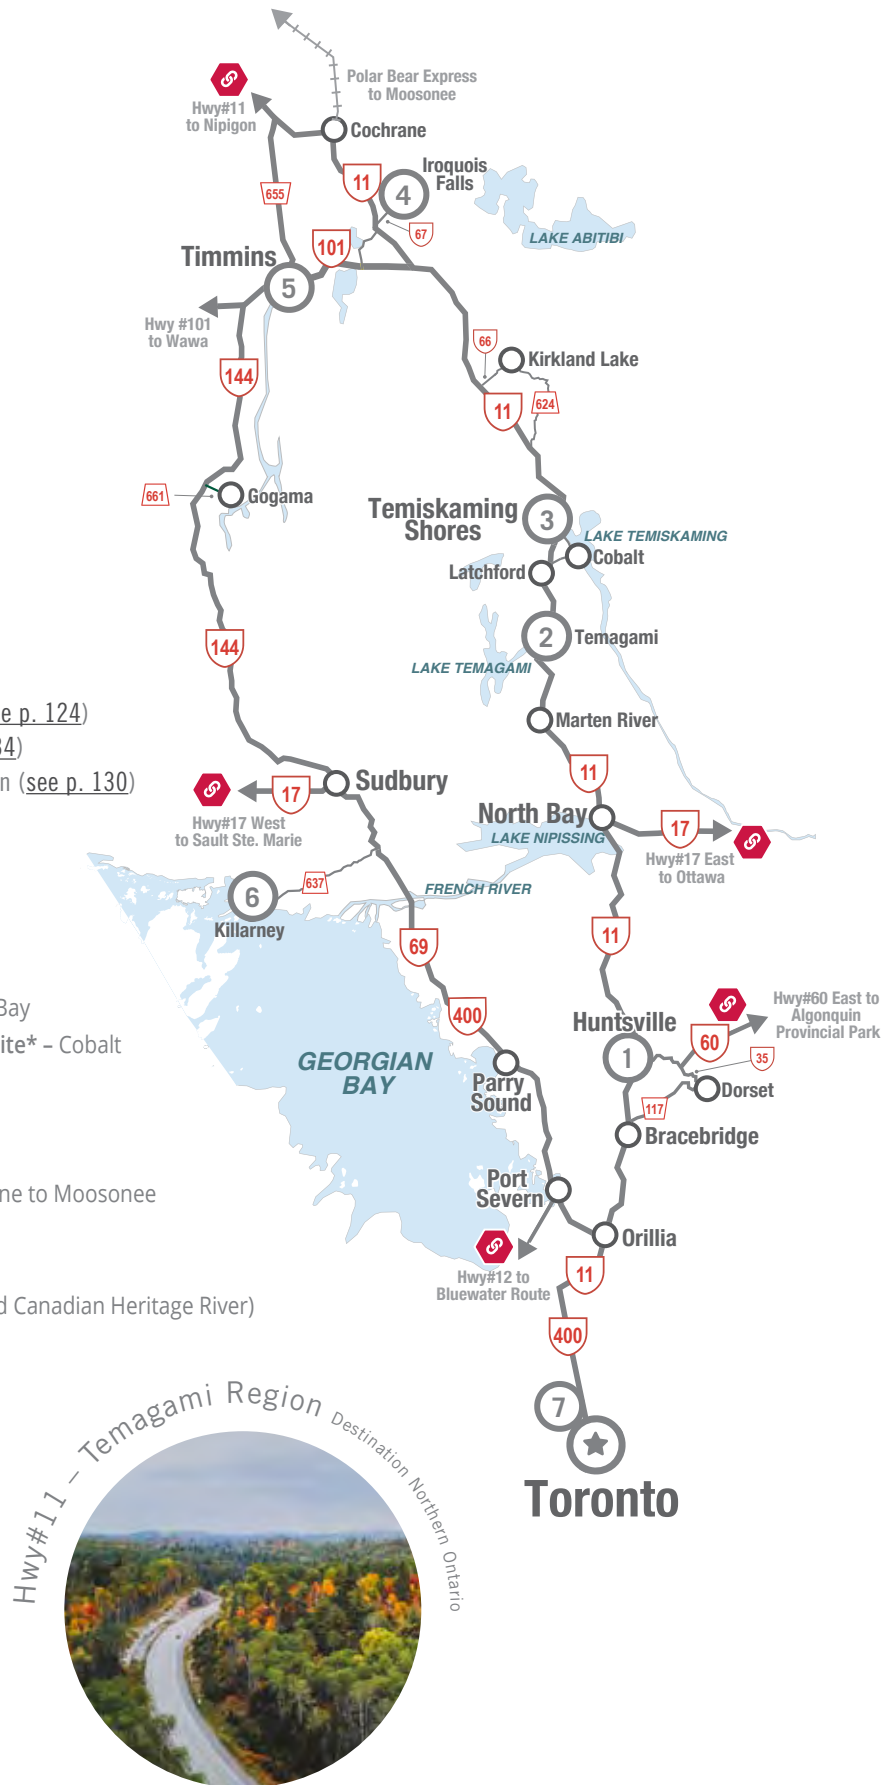 Polar Bear Express
to Moosonee
Hwy#11
to Nipigon
Cochrane
Iroquois
Falls
11
4
655
67
LAKE ABITIBI
101
Timmins
5
Hwy #101
to Wawa
66
Kirkland Lake
144
624
11
661
Gogama
Temiskaming
Shores
3
LAKE TEMISKAMING
Cobalt
Latchford
2
Temagami
144
LAKE TEMAGAMI
e p. 124)
Marten River
34)
11
n (see p. 130)
Sudbury
17
Hwy#17 West
to Sault Ste. Marie
North Bay
17
LAKE NIPISSING
Hwy#17 East
to Ottawa
637
6
Killarney
FRENCH RIVER
11
69
Bay
400
Hwy#60 East to
Algonquin
Provincial Park
Huntsville
60
ite* – Cobalt
1
35
GEORGIAN
BAY
Parry
Sound
Dorset
117
Bracebridge
Port
Severn
ne to Moosonee
Orillia
Hwy#12 to
Bluewater Route
11
d Canadian Heritage River)
400
7
Toronto
Hwy#11 – Temagami Region Destination Northern Ontario